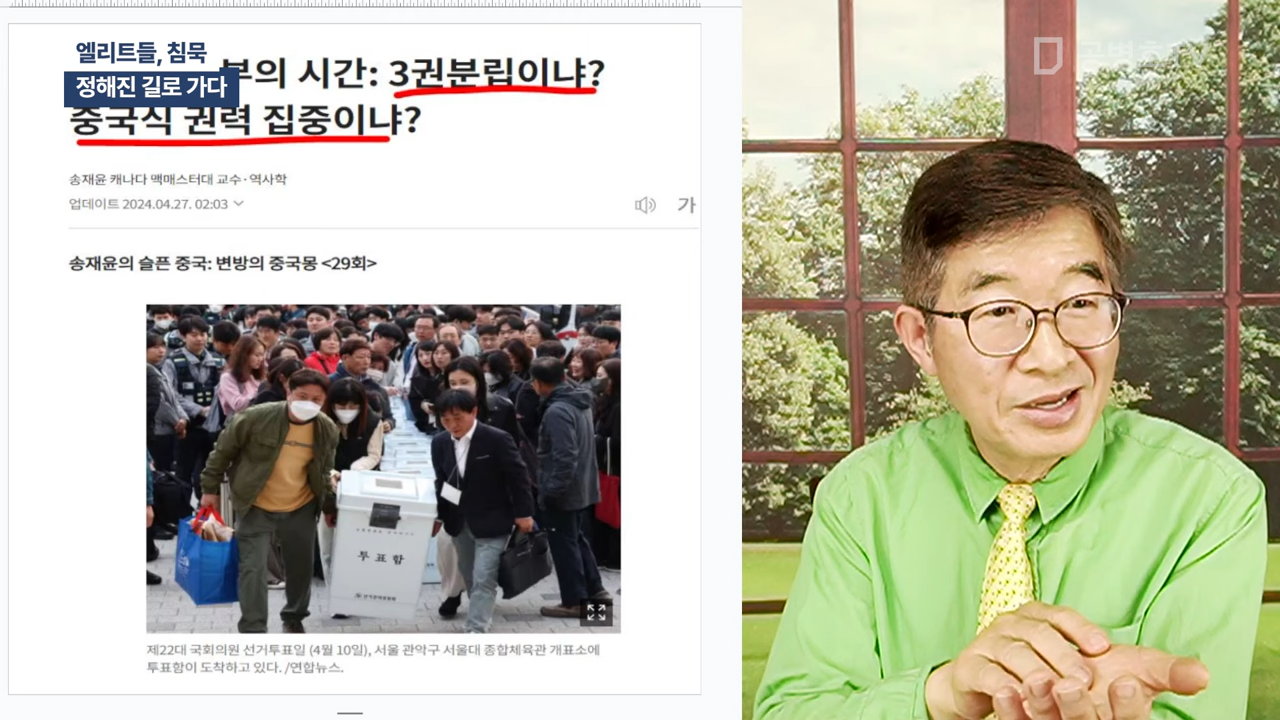 엘리트들, 침묵
정해진 길로 가다
부의 시간: 3권분립이냐?
중국식 권력 집중이냐?
송재윤 캐나다 맥매스터대 교수·역사학
업데이트 2024.04.27. 02:03
가
송재윤의 슬픈 중국: 변방의 중국몽 <29회>
투표함
제22대 국회의원 선거투표일 (4월 10일), 서울 관악구 서울대 종합체육관 개표소에
투표함이 도착하고 있다. /연합뉴스.